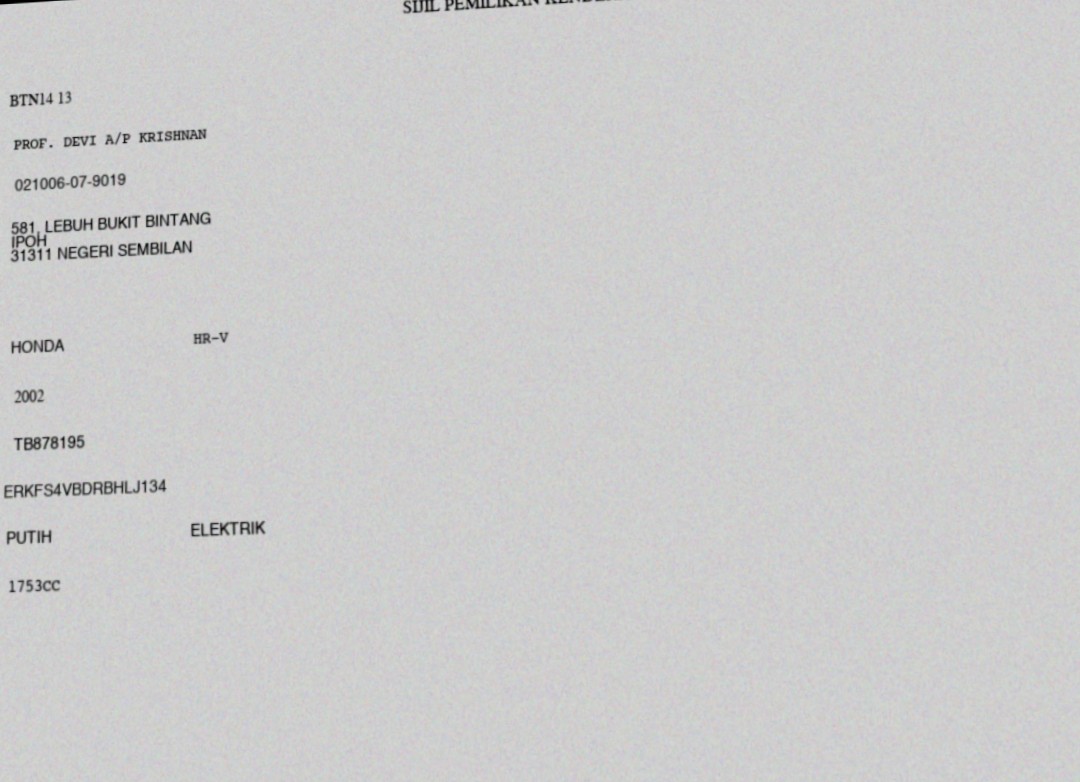 SIJIL PEMILIKAN
BTN14 13
PROF. DEVI A/P KRISHNAN
021006-07-9019
581, LEBUH BUKIT BINTANG
IPOH
31311 NEGERI SEMBILAN
HONDA HR-V
2002
TB878195
ERKFS4VBDRBHLJ134
PUTIH ELEKTRIK
1753CC